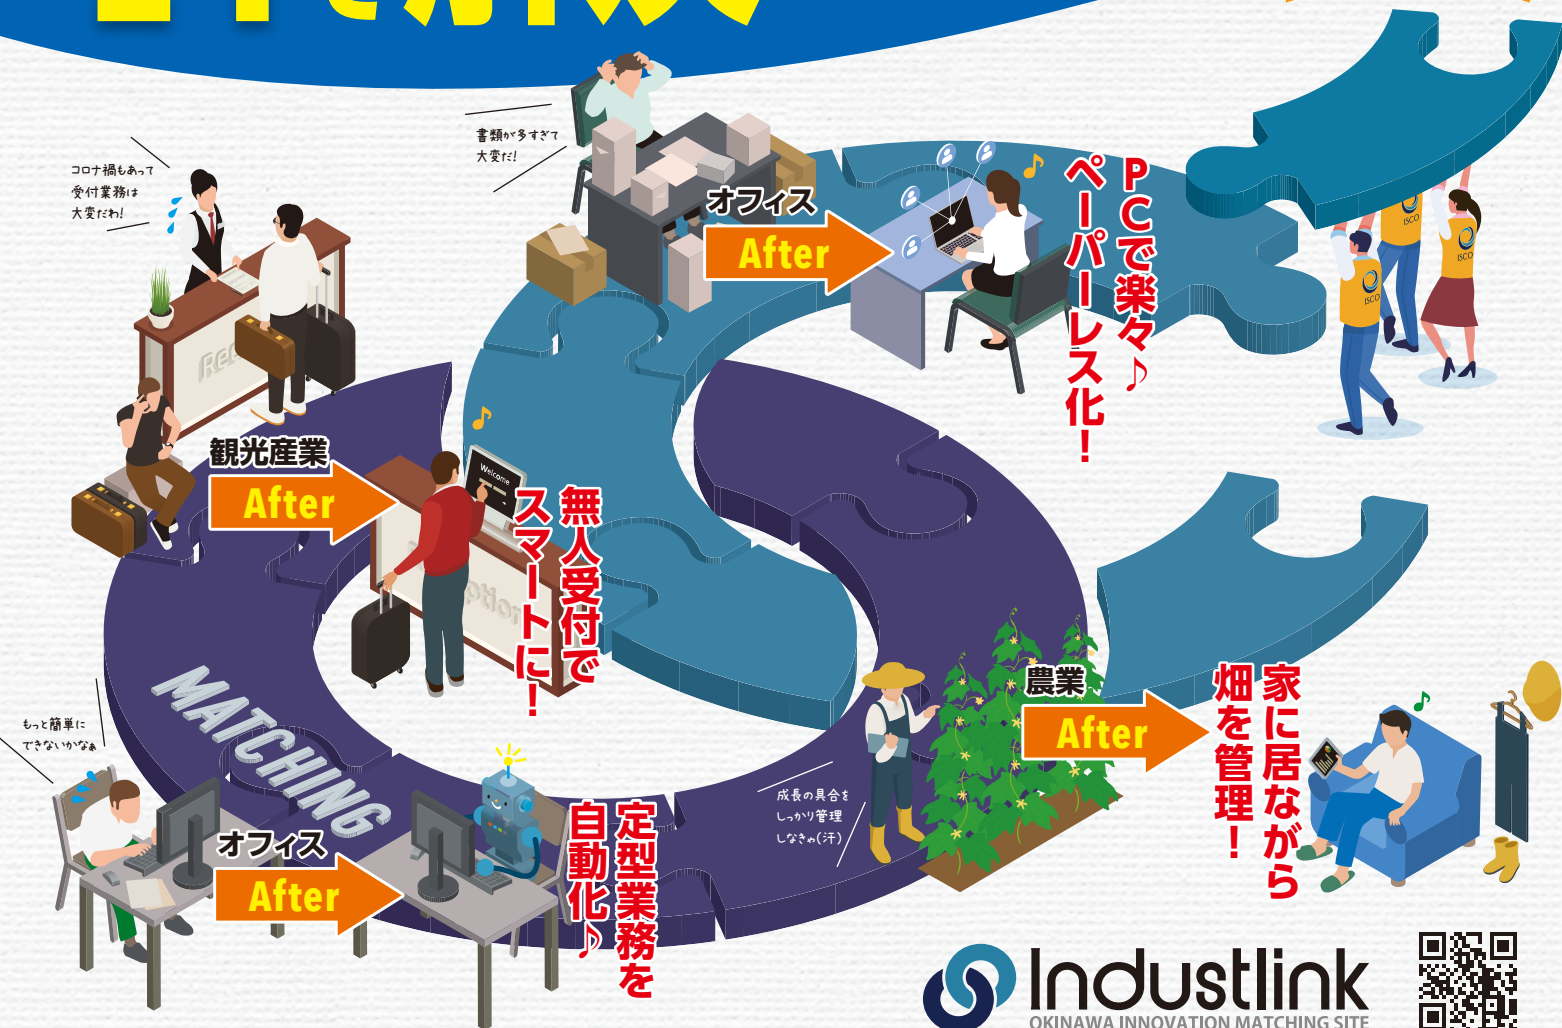 書類が多すぎて
大変だ!
コロナ禍もあって
受付業務は
大変だわ!
オフィス
After
PCで楽々♪
ペーパーレス化!
ISCO
ISCO
ISCO
観光産業
After
Welcome
無人受付で
スマートに!
MATCHING
もっと簡単に
できないかなぁ
オフィス
After
定型業務を
自動化♪
成長の具合を
しっかり管理
しなきゃ(汗)
農業
After
家に居ながら
畑を管理!
Industlink
OKINAWA INNOVATION MATCHING SITE